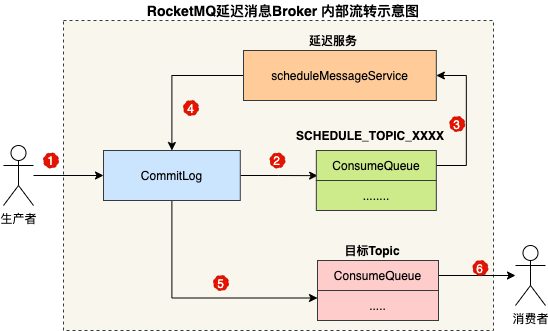 RocketMQ延迟消息Broker 内部流转示意图
延迟服务
scheduleMessageService
4
3
SCHEDULE_TOPIC_XXXX
1
2
CommitLog
ConsumeQueue
........
生产者
目标Topic
5
ConsumeQueue
6
.....
消费者